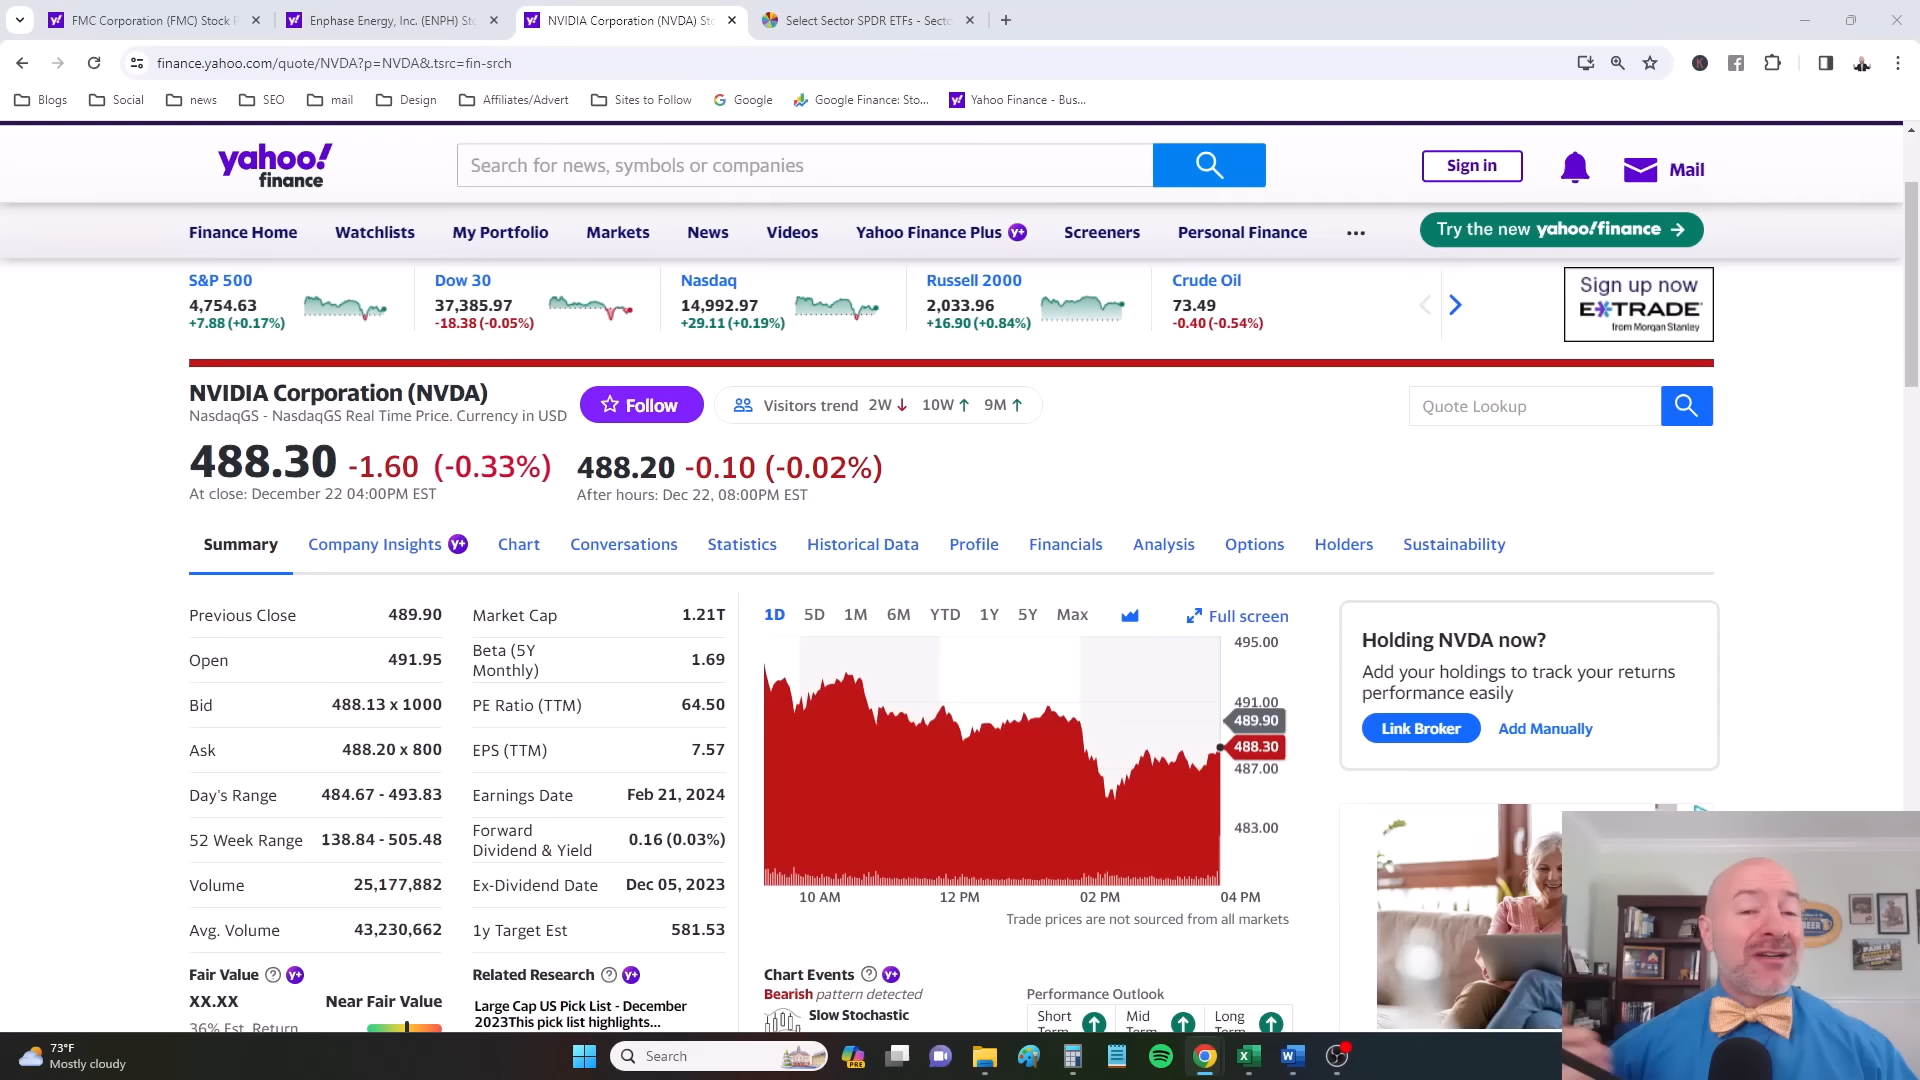 FMC Corporation (FMC) Stock P
Enphase Energy, Inc. (ENPH) Sto
NVIDIA Corporation (NVDA) Sto
Select Sector SPDR ETFs - Secto
finance.yahoo.com/quote/NVDA?p=NVDA&.tsrc=fin-srch
Blogs
Social
news
SEO
mail
Design
Affiliates/Advert
Sites to Follow
Google
Google Finance: Sto...
Yahoo Finance - Bus...
yahoo!
finance
Search for news, symbols or companies
Sign in
Mail
Finance Home
Watchlists
My Portfolio
Markets
News
Videos
Yahoo Finance Plus
Screeners
Personal Finance
Try the new yahoo!finance →
S&P 500
4,754.63
+7.88 (+0.17%)
Dow 30
37,385.97
-18.38 (-0.05%)
Nasdaq
14,992.97
+29.11 (+0.19%)
Russell 2000
2,033.96
+16.90 (+0.84%)
Crude Oil
73.49
-0.40 (-0.54%)
Sign up now
E*TRADE
from Morgan Stanley
NVIDIA Corporation (NVDA)
NasdaqGS - NasdaqGS Real Time Price. Currency in USD
Follow
Visitors trend 2W ↓ 10W ↑ 9M ↑
Quote Lookup
488.30 -1.60 (-0.33%)
At close: December 22 04:00PM EST
488.20 -0.10 (-0.02%)
After hours: Dec 22, 08:00PM EST
Summary
Company Insights
Chart
Conversations
Statistics
Historical Data
Profile
Financials
Analysis
Options
Holders
Sustainability
Previous Close 489.90
Open 491.95
Bid 488.13 x 1000
Ask 488.20 x 800
Day's Range 484.67 - 493.83
52 Week Range 138.84 - 505.48
Volume 25,177,882
Avg. Volume 43,230,662
Market Cap 1.21T
Beta (5Y Monthly) 1.69
PE Ratio (TTM) 64.50
EPS (TTM) 7.57
Earnings Date Feb 21, 2024
Forward Dividend & Yield 0.16 (0.03%)
Ex-Dividend Date Dec 05, 2023
1y Target Est 581.53
1D 5D 1M 6M YTD 1Y 5Y Max
Full screen
495.00
491.00
489.90
488.30
487.00
483.00
10 AM 12 PM 02 PM 04 PM
Trade prices are not sourced from all markets
Holding NVDA now?
Add your holdings to track your returns
performance easily
Link Broker
Add Manually
Fair Value
XX.XX
Near Fair Value
36% Est. Return
Related Research
Large Cap US Pick List - December
2023This pick list highlights...
Chart Events
Bearish pattern detected
Slow Stochastic
Performance Outlook
Short
Term
Mid
Term
Long
Term
73°F
Mostly cloudy
Search